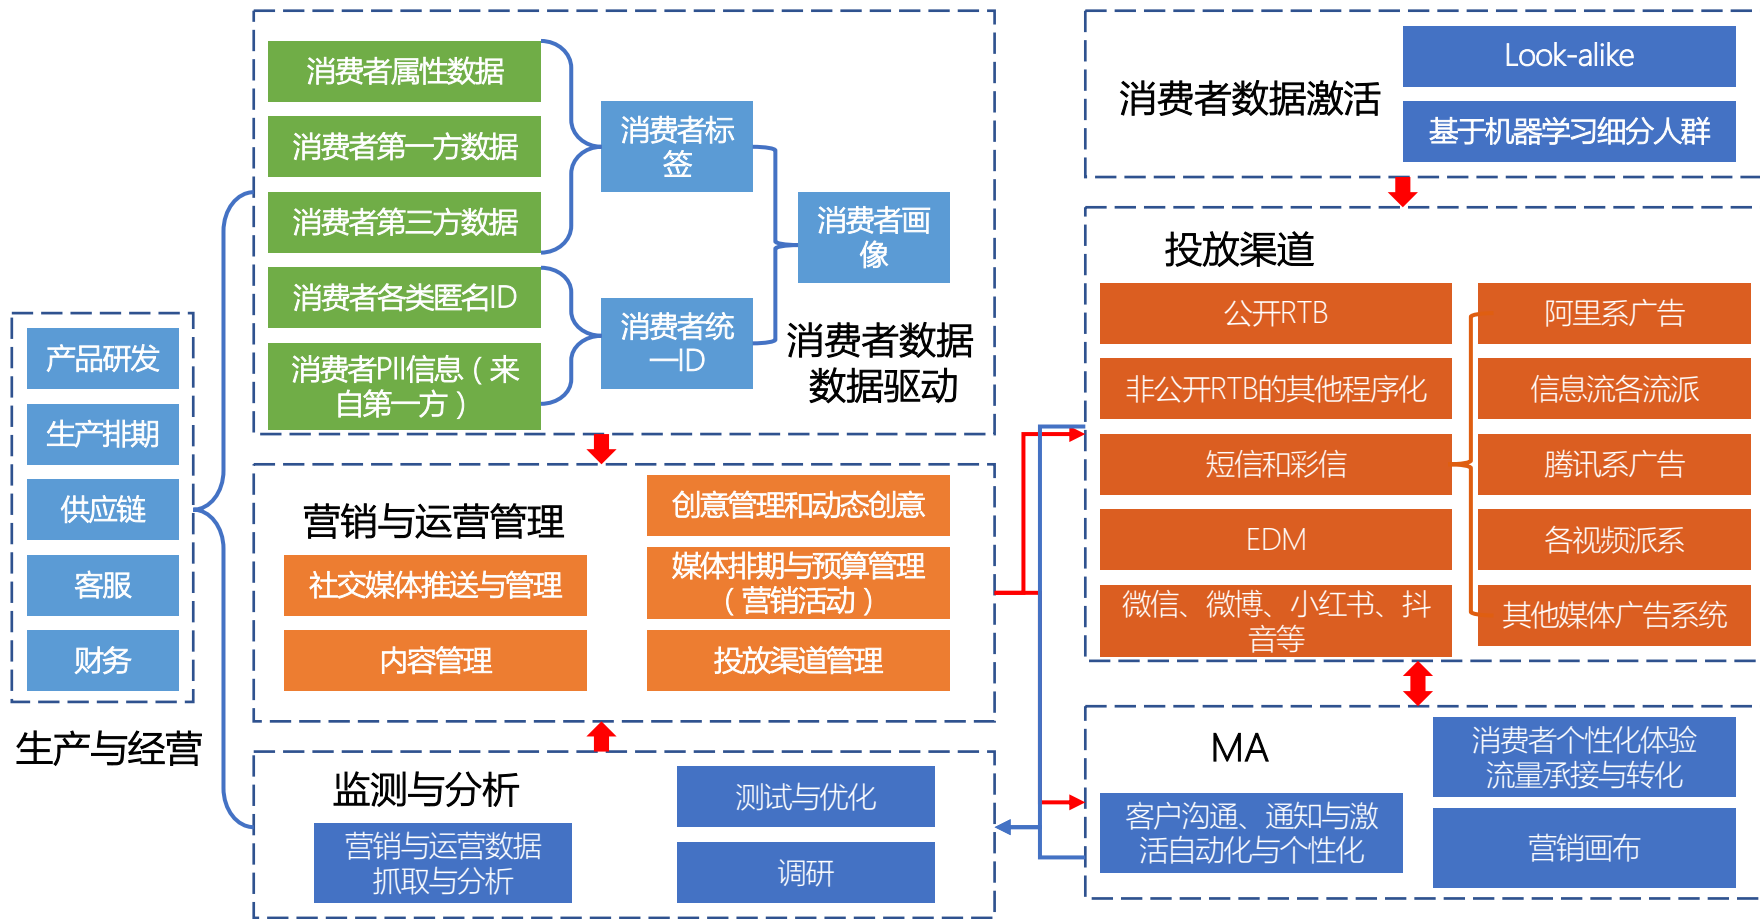 产品研发
生产排期
供应链
客服
财务
生产与经营
消费者属性数据
消费者第一方数据
消费者第三方数据
消费者各类匿名ID
消费者PII信息（来
自第一方）
消费者标
签
消费者统
一ID
消费者画
像
消费者数据
数据驱动
营销与运营管理
社交媒体推送与管理
内容管理
创意管理和动态创意
媒体排期与预算管理
（营销活动）
投放渠道管理
监测与分析
营销与运营数据
抓取与分析
测试与优化
调研
消费者数据激活
Look-alike
基于机器学习细分人群
投放渠道
公开RTB
非公开RTB的其他程序化
短信和彩信
EDM
微信、微博、小红书、抖
音等
阿里系广告
信息流各流派
腾讯系广告
各视频派系
其他媒体广告系统
MA
客户沟通、通知与激
活自动化与个性化
消费者个性化体验
流量承接与转化
营销画布